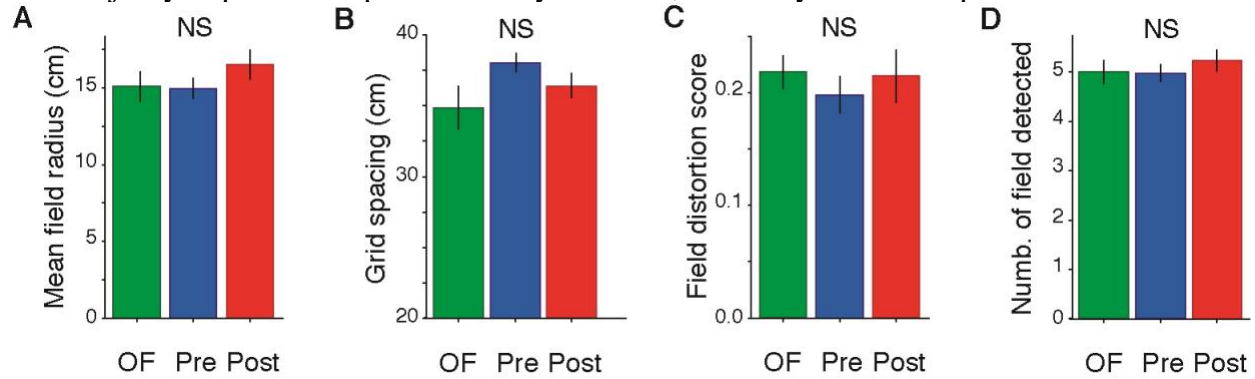 A
NS
Mean field radius (cm)
15
10
5
0
OF Pre Post
B
NS
Grid spacing (cm)
40
30
20
OF Pre Post
C
NS
Field distortion score
0.2
0.1
0.0
OF Pre Post
D
NS
Numb. of field detected
5
4
3
2
1
0
OF Pre Post